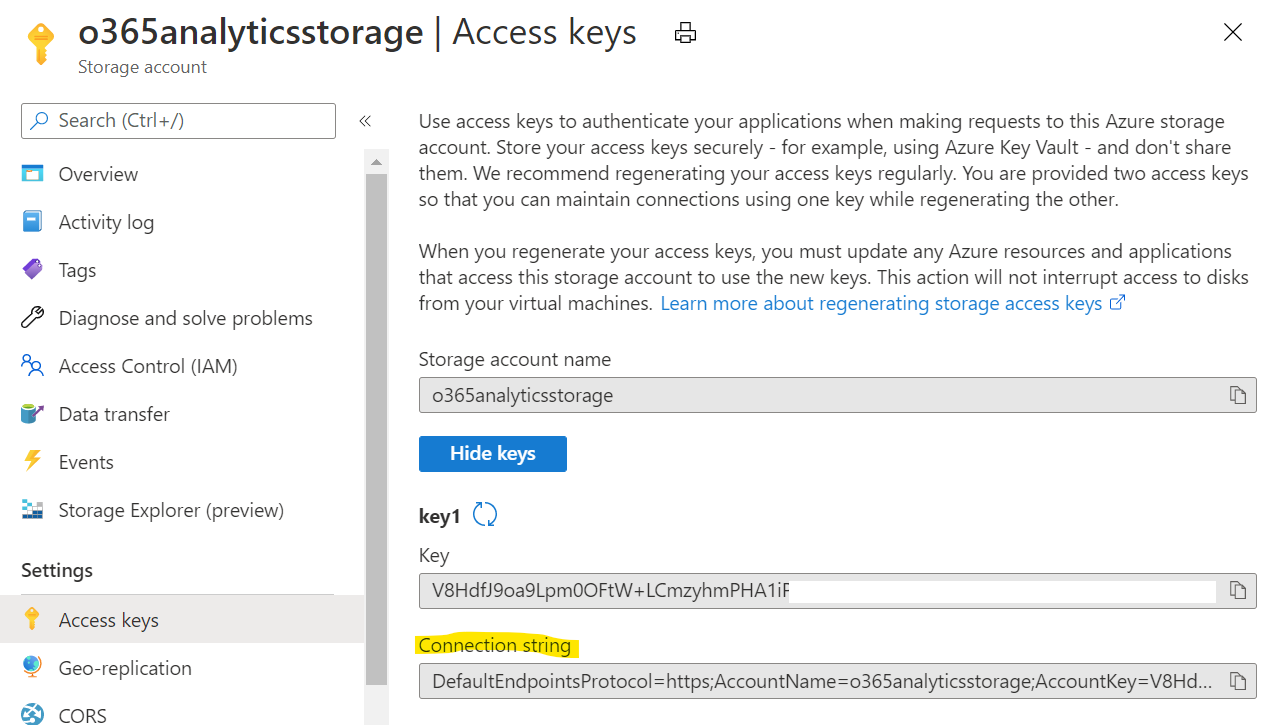 o365analyticsstorage | Access keys
Storage account
Search (Ctrl+/)
«
Overview
Activity log
Tags
Diagnose and solve problems
Access Control (IAM)
Data transfer
Events
Storage Explorer (preview)
Settings
Access keys
Geo-replication
CORS
Use access keys to authenticate your applications when making requests to this Azure storage
account. Store your access keys securely - for example, using Azure Key Vault - and don't share
them. We recommend regenerating your access keys regularly. You are provided two access keys
so that you can maintain connections using one key while regenerating the other.
When you regenerate your access keys, you must update any Azure resources and applications
that access this storage account to use the new keys. This action will not interrupt access to disks
from your virtual machines. Learn more about regenerating storage access keys
Storage account name
o365analyticsstorage
Hide keys
key1
Key
V8HdfJ9oa9Lpm0OFtW+LCmzyhmPHA1i
Connection string
DefaultEndpointsProtocol=https;AccountName=o365analyticsstorage;AccountKey=V8Hd...